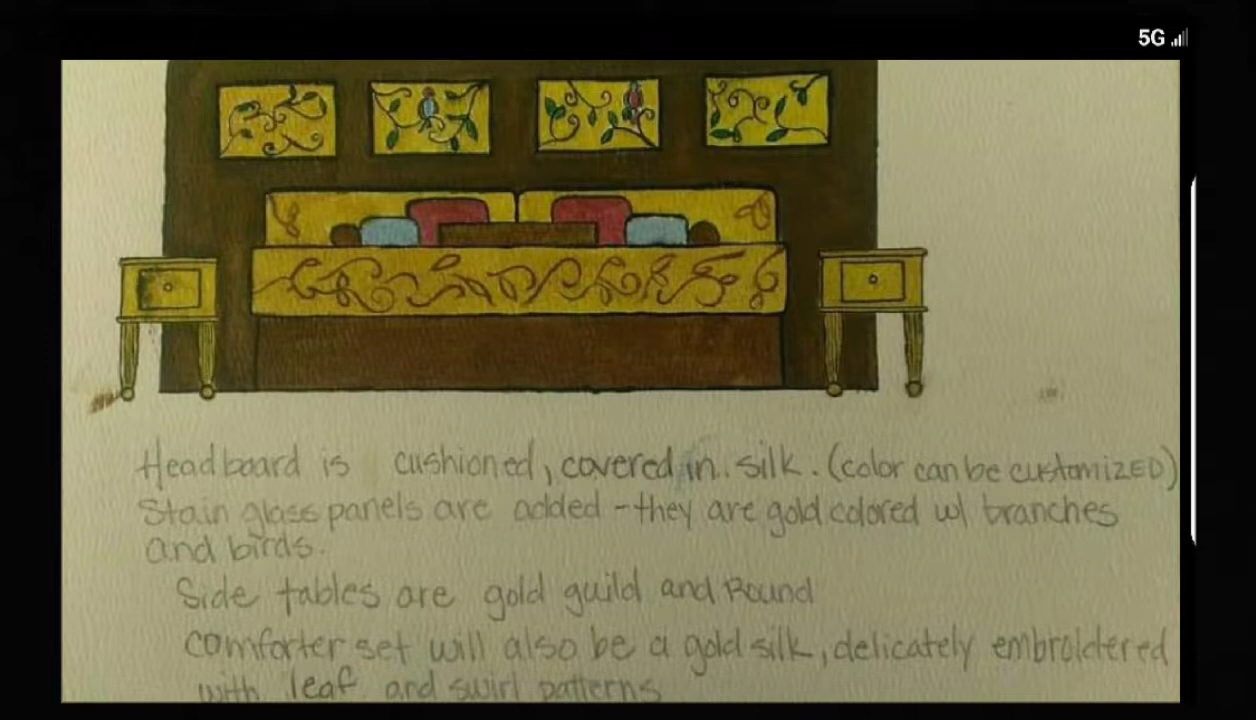 5G
Headboard is cushioned, covered in silk. (color can be customizED)
Stain glass panels are added - they are gold colored w/ branches
and birds.
Side tables are gold guild and Round
comforter set will also be a gold silk, delicately embroidered
with leaf and swirl patterns